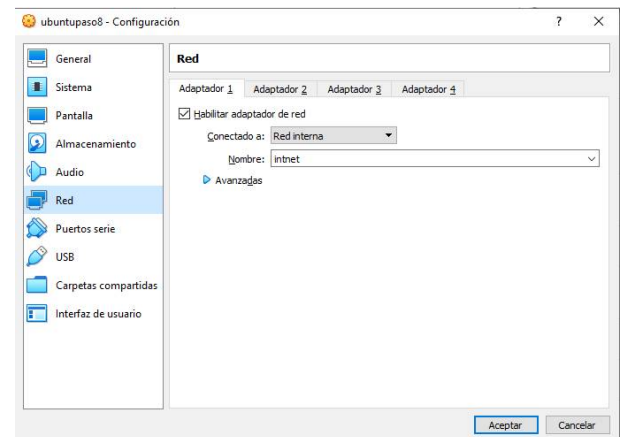 ubuntupaso8 - Configuración ? ×
General
Sistema
Pantalla
Almacenamiento
Audio
Red
Puertos serie
USB
Carpetas compartidas
Interfaz de usuario
Red
Adaptador 1 Adaptador 2 Adaptador 3 Adaptador 4
Habilitar adaptador de red
Conectado a: Red interna
Nombre: intnet
Avanzadas
Aceptar Cancelar